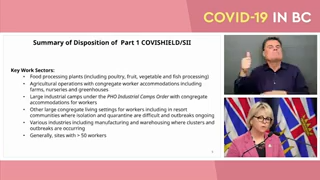 COVID-19 IN BC
Summary of Disposition of Part 1 COVISHIELD/SII
Key Work Sectors:
• Food processing plants (including poultry, fruit, vegetable and fish processing)
• Agricultural operations with congregate worker accommodations including
farms, nurseries and greenhouses
• Large industrial camps under the PHO Industrial Camps Order with congregate
accommodations for workers
• Other large congregate living settings for workers including in resort
communities where isolation and quarantine are difficult and outbreaks ongoing
• Various industries including manufacturing and warehousing where clusters and
outbreaks are occurring
• Generally, sites with > 50 workers